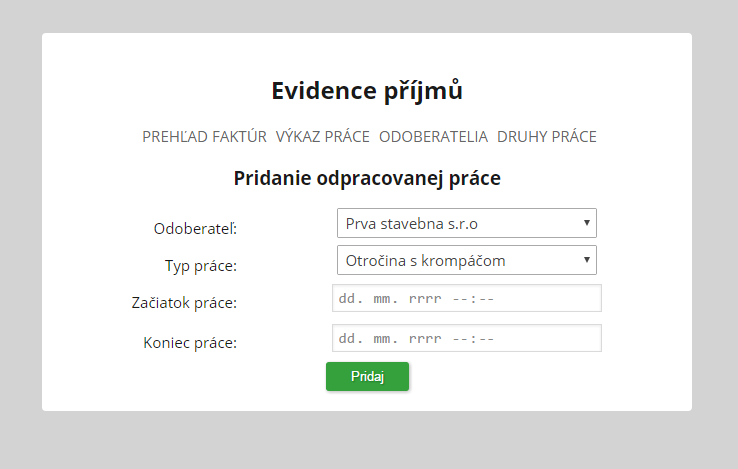 Evidence příjmů
PREHĽAD FAKTÚR VÝKAZ PRÁCE ODOBERATELIA DRUHY PRÁCE
Pridanie odpracovanej práce
Odoberateľ: Prva stavebna s.r.o
Typ práce: Otročina s krompáčom
Začiatok práce: dd. mm. rrrr --:--
Koniec práce: dd. mm. rrrr --:--
Pridaj